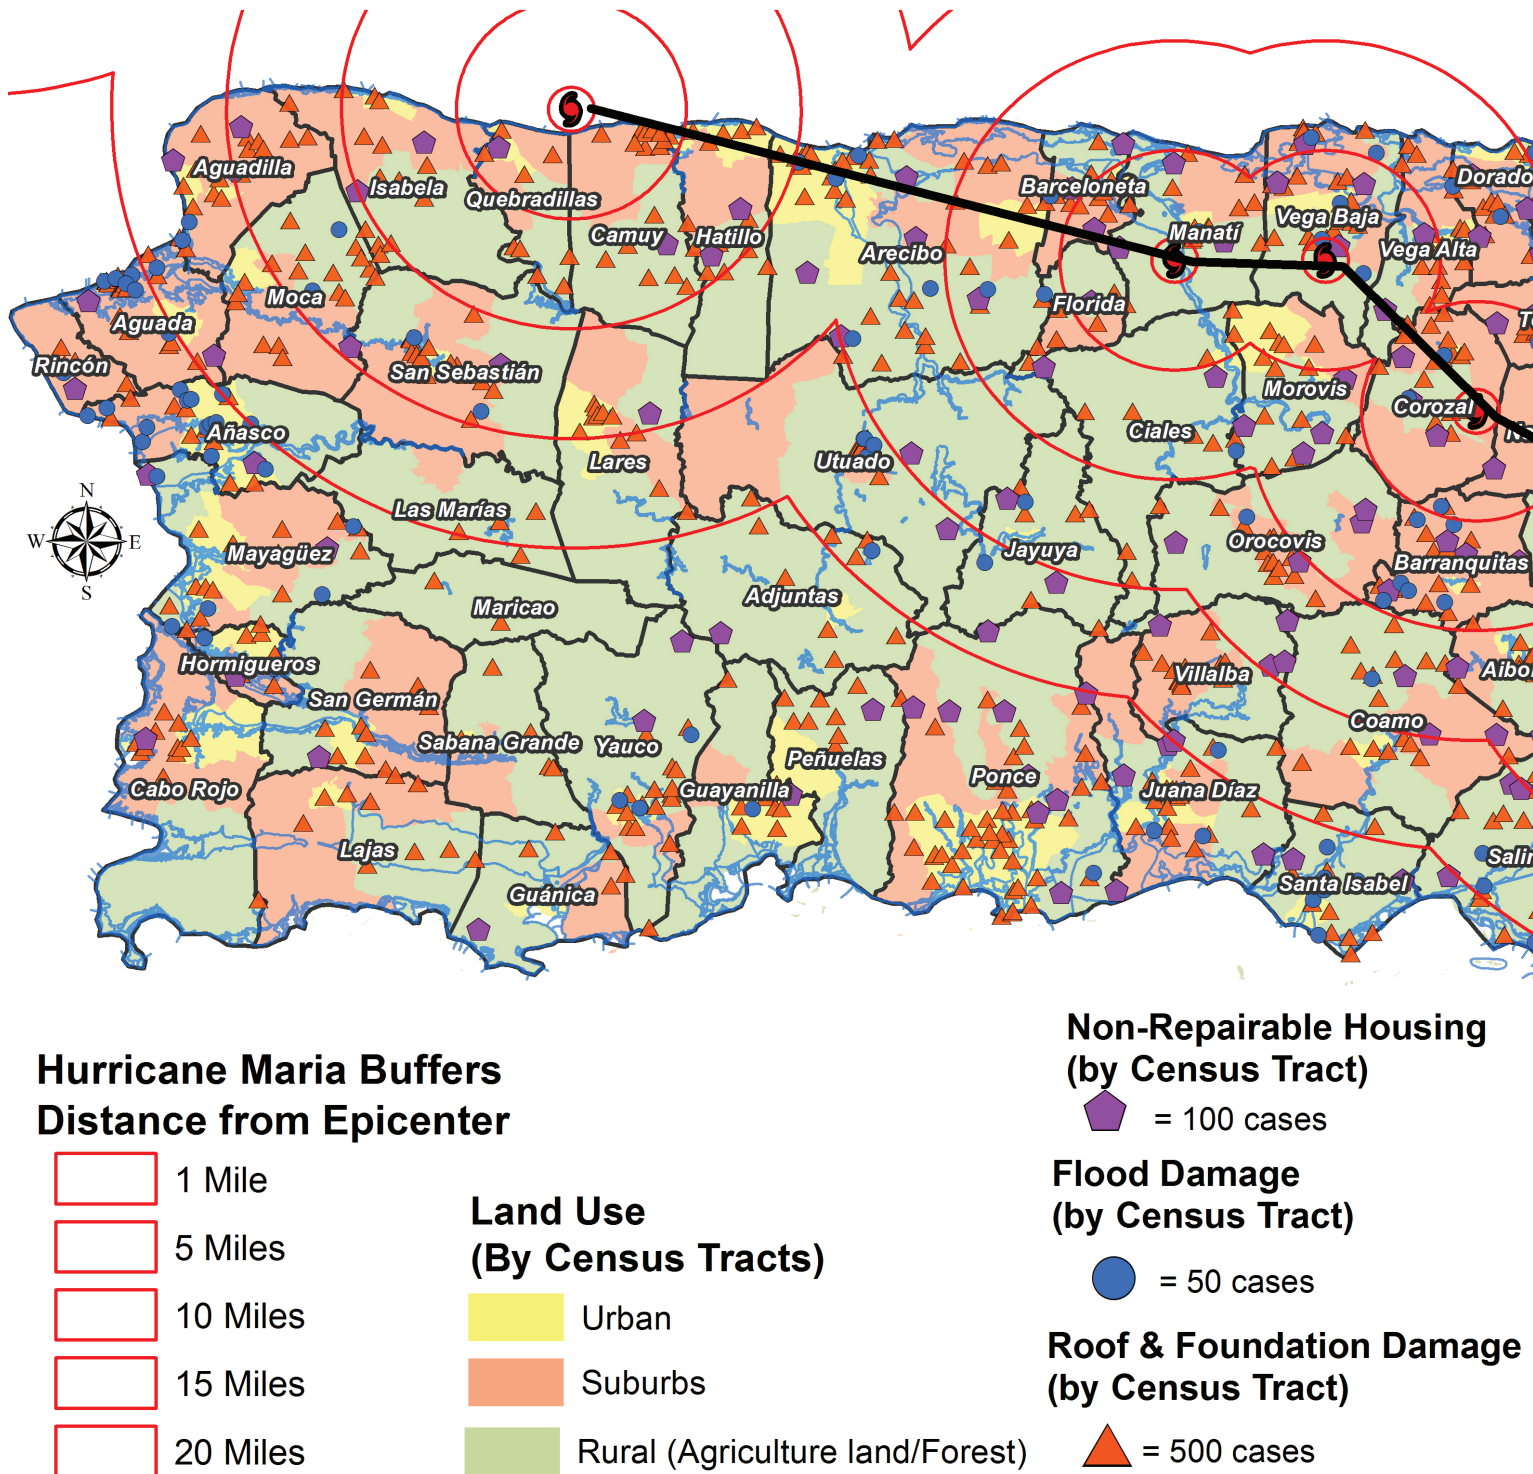 Dorado
Aguadilla
Isabela
Quebradillas
Barceloneta
Vega Baja
Camuy
Hatillo
Arecibo
Manatí
Vega Alta
Moca
Florida
Aguada
Rincón
San Sebastián
Morovis
Corozal
Añasco
Ciales
Lares
Utuado
Las Marías
N
W
E
S
Mayagüez
Jayuya
Orocovis
Barranquitas
Maricao
Adjuntas
Hormigueros
San Germán
Villalba
Aibo
Coamo
Sabana Grande
Yauco
Peñuelas
Cabo Rojo
Guayanilla
Ponce
Juana Díaz
Lajas
Guánica
Santa Isabel
Salin
Hurricane Maria Buffers
Distance from Epicenter
1 Mile
5 Miles
10 Miles
15 Miles
20 Miles
Land Use
(By Census Tracts)
Urban
Suburbs
Rural (Agriculture land/Forest)
Non-Repairable Housing
(by Census Tract)
= 100 cases
Flood Damage
(by Census Tract)
= 50 cases
Roof & Foundation Damage
(by Census Tract)
= 500 cases